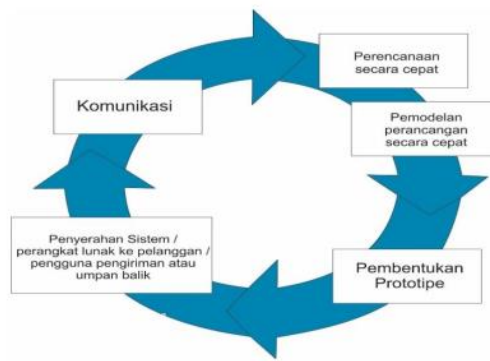 Komunikasi
Perencanaan
secara cepat
Pemodelan
perancangan
secara cepat
Pembentukan
Prototipe
Penyerahan Sistem /
perangkat lunak ke pelanggan /
pengguna pengiriman atau
umpan balik